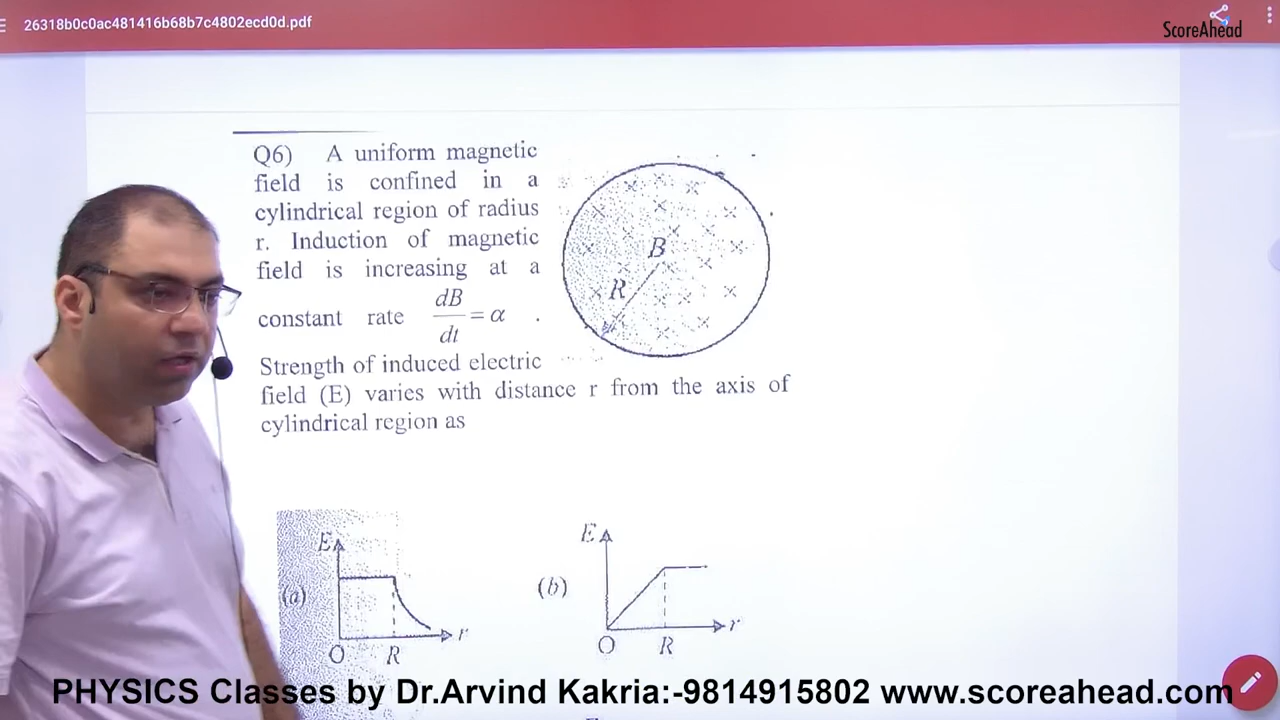 26318b0c0ac481416b68b7c4802ecd0d.pdf
ScoreAhead
Q6) A uniform magnetic
field is confined in a
cylindrical region of radius
r. Induction of magnetic
field is increasing at a
constant rate dB/dt = α .
Strength of induced electric
field (E) varies with distance r from the axis of
cylindrical region as
B
R
(a)
E
O R r
(b)
E
O R r
PHYSICS Classes by Dr.Arvind Kakria:-9814915802 www.scoreahead.com